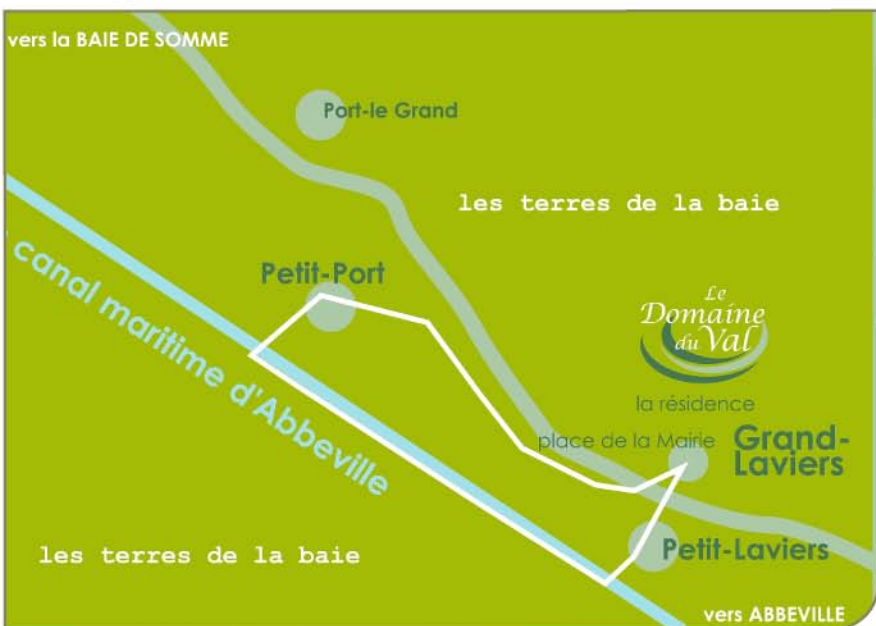 vers la BAIE DE SOMME
Port-le Grand
les terres de la baie
Petit-Port
canal maritime d'Abbeville
Le
Domaine
du Val
la résidence
place de la Mairie
Grand-
Laviers
Petit-Laviers
les terres de la baie
vers ABBEVILLE